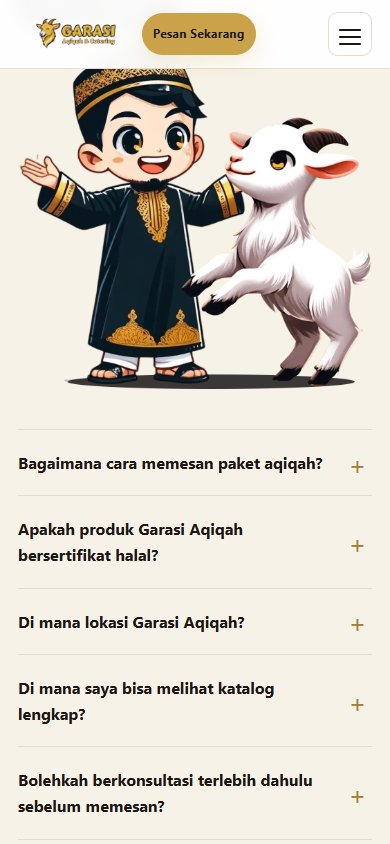 GARASI
Aqiqah & Catering
Pesan Sekarang
Bagaimana cara memesan paket aqiqah?
Apakah produk Garasi Aqiqah
bersertifikat halal?
Di mana lokasi Garasi Aqiqah?
Di mana saya bisa melihat katalog
lengkap?
Bolehkah berkonsultasi terlebih dahulu
sebelum memesan?